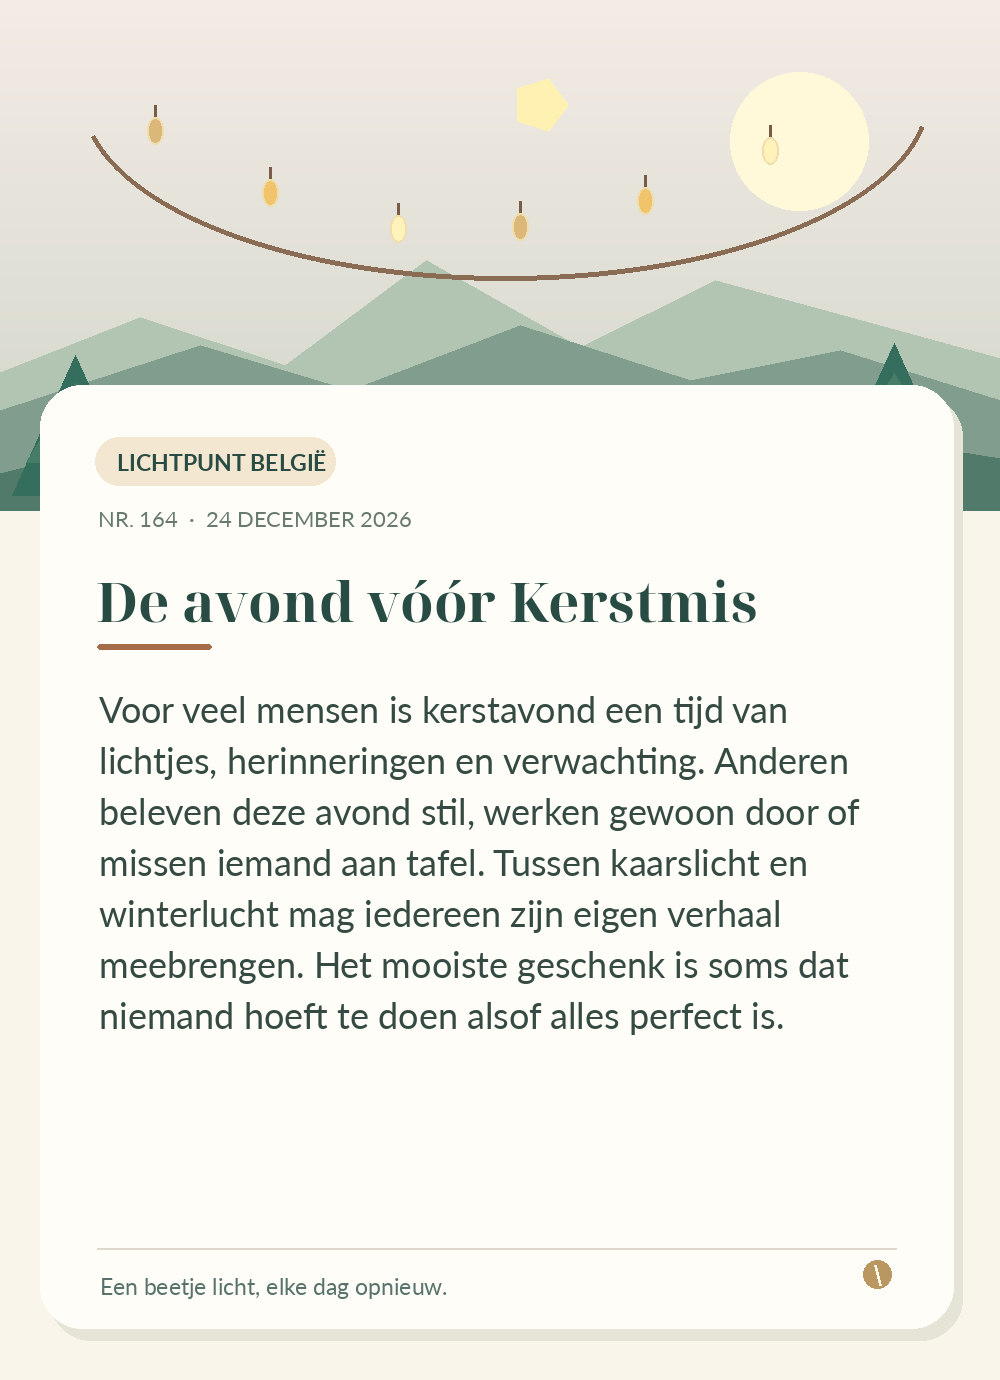 LICHTPUNT BELGIË
NR. 164 · 24 DECEMBER 2026
De avond vóór Kerstmis
Voor veel mensen is kerstavond een tijd van
lichtjes, herinneringen en verwachting. Anderen
beleven deze avond stil, werken gewoon door of
missen iemand aan tafel. Tussen kaarslicht en
winterlucht mag iedereen zijn eigen verhaal
meebrengen. Het mooiste geschenk is soms dat
niemand hoeft te doen alsof alles perfect is.
Een beetje licht, elke dag opnieuw.